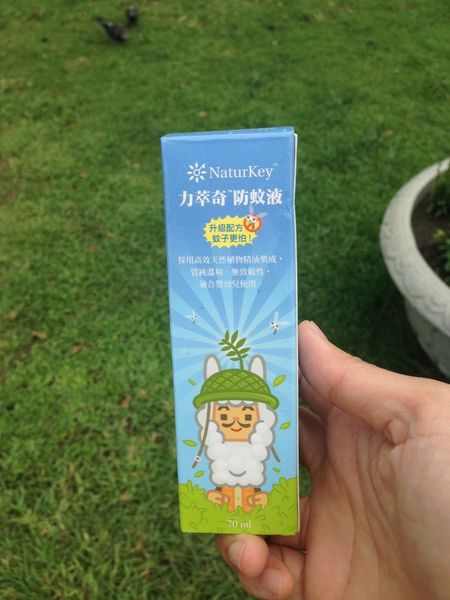 NaturKey™
力萃奇™防蚊液
升級配方
蚊子更怕！
採用高效天然植物精油製成，
質純溫和、無致敏性，
適合嬰幼兒使用。
70 ml